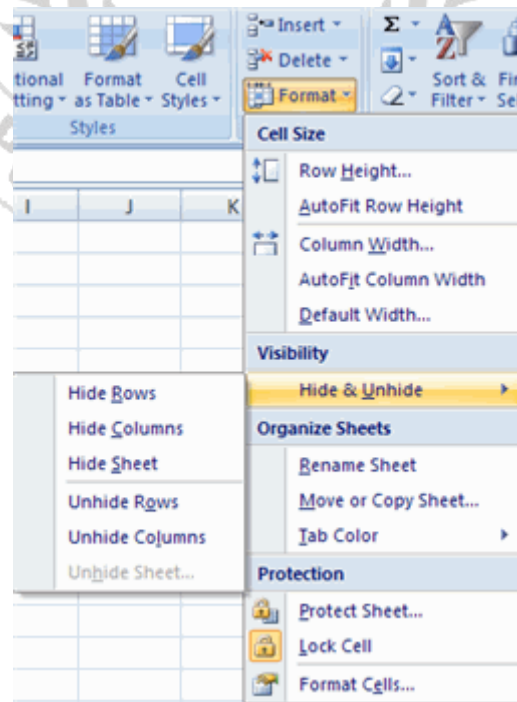 Insert
Σ
Delete
tional Format Cell
Sort & Fin
tting as Table Styles
Format
Filter Sel
Styles
Cell Size
Row Height...
I J K
AutoFit Row Height
Column Width...
AutoFit Column Width
Default Width...
Visibility
Hide Rows
Hide & Unhide
Hide Columns
Organize Sheets
Hide Sheet
Rename Sheet
Unhide Rows
Move or Copy Sheet...
Unhide Columns
Tab Color
Unhide Sheet...
Protection
Protect Sheet...
Lock Cell
Format Cells...